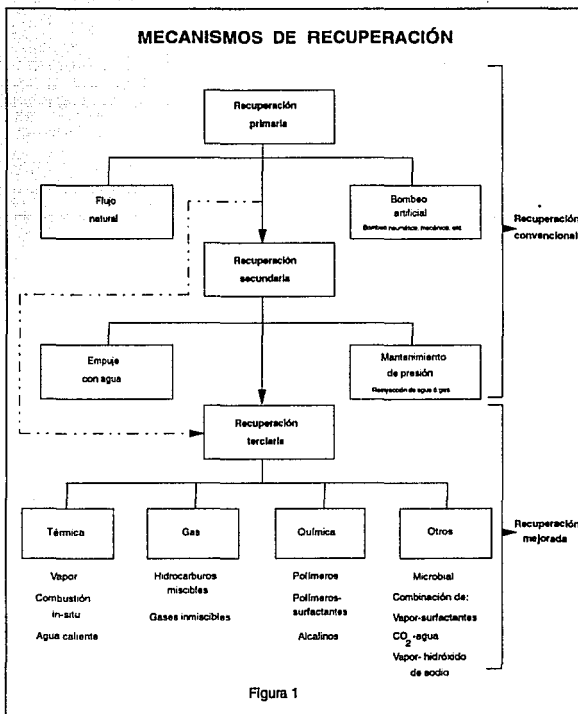 MECANISMOS DE RECUPERACIÓN
Recuperación
primaria
Flujo
natural
Bombeo
artificial
Bombeo neumático, mecánico, etc.
Recuperación
convencional
Recuperación
secundaria
Empuje
con agua
Mantenimiento
de presión
Reinyección de agua ó gas
Recuperación
terciaria
Térmica
Gas
Química
Otros
Recuperación
mejorada
Vapor
Combustión
in-situ
Agua caliente
Hidrocarburos
miscibles
Gases inmiscibles
Polímeros
Polímeros-
surfactantes
Alcalinos
Microbial
Combinación de:
Vapor-surfactantes
CO2-agua
Vapor- hidróxido
de sodio
Figura 1